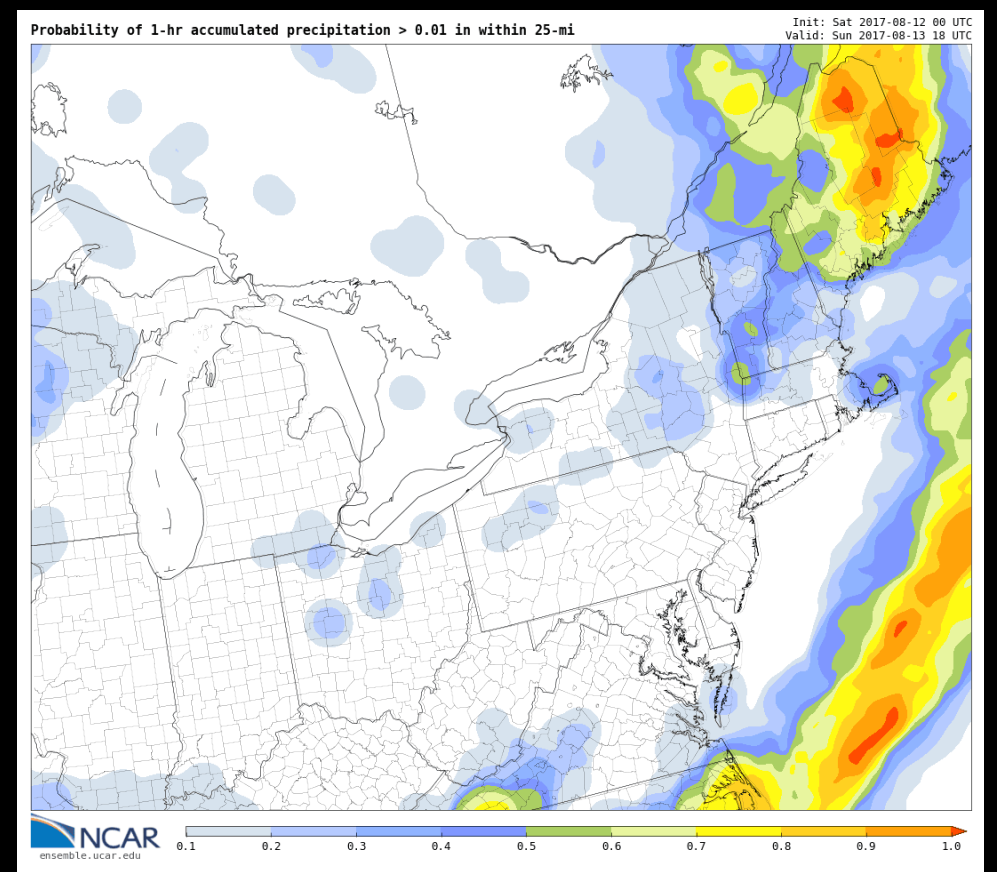 Probability of 1-hr accumulated precipitation > 0.01 in within 25-mi
Init: Sat 2017-08-12 00 UTC
Valid: Sun 2017-08-13 18 UTC
NCAR
ensemble.ucar.edu
0.1 0.2 0.3 0.4 0.5 0.6 0.7 0.8 0.9 1.0